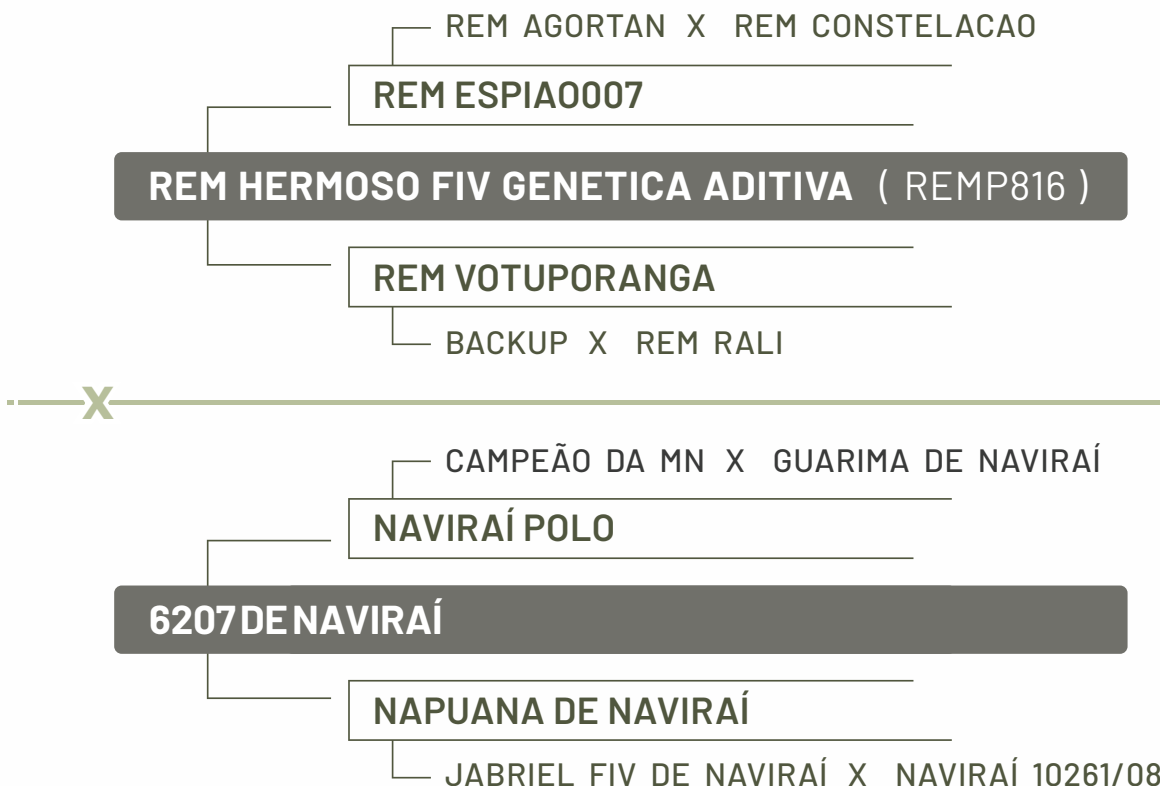 REM AGORTAN X REM CONSTELACAO
REM ESPIAO007
REM HERMOSO FIV GENETICA ADITIVA ( REMP816 )
REM VOTUPORANGA
BACKUP X REM RALI
X
CAMPEÃO DA MN X GUARIMA DE NAVIRAÍ
NAVIRAÍ POLO
6207 DE NAVIRAÍ
NAPUANA DE NAVIRAÍ
JABRIEL FIV DE NAVIRAÍ X NAVIRAÍ 10261/08